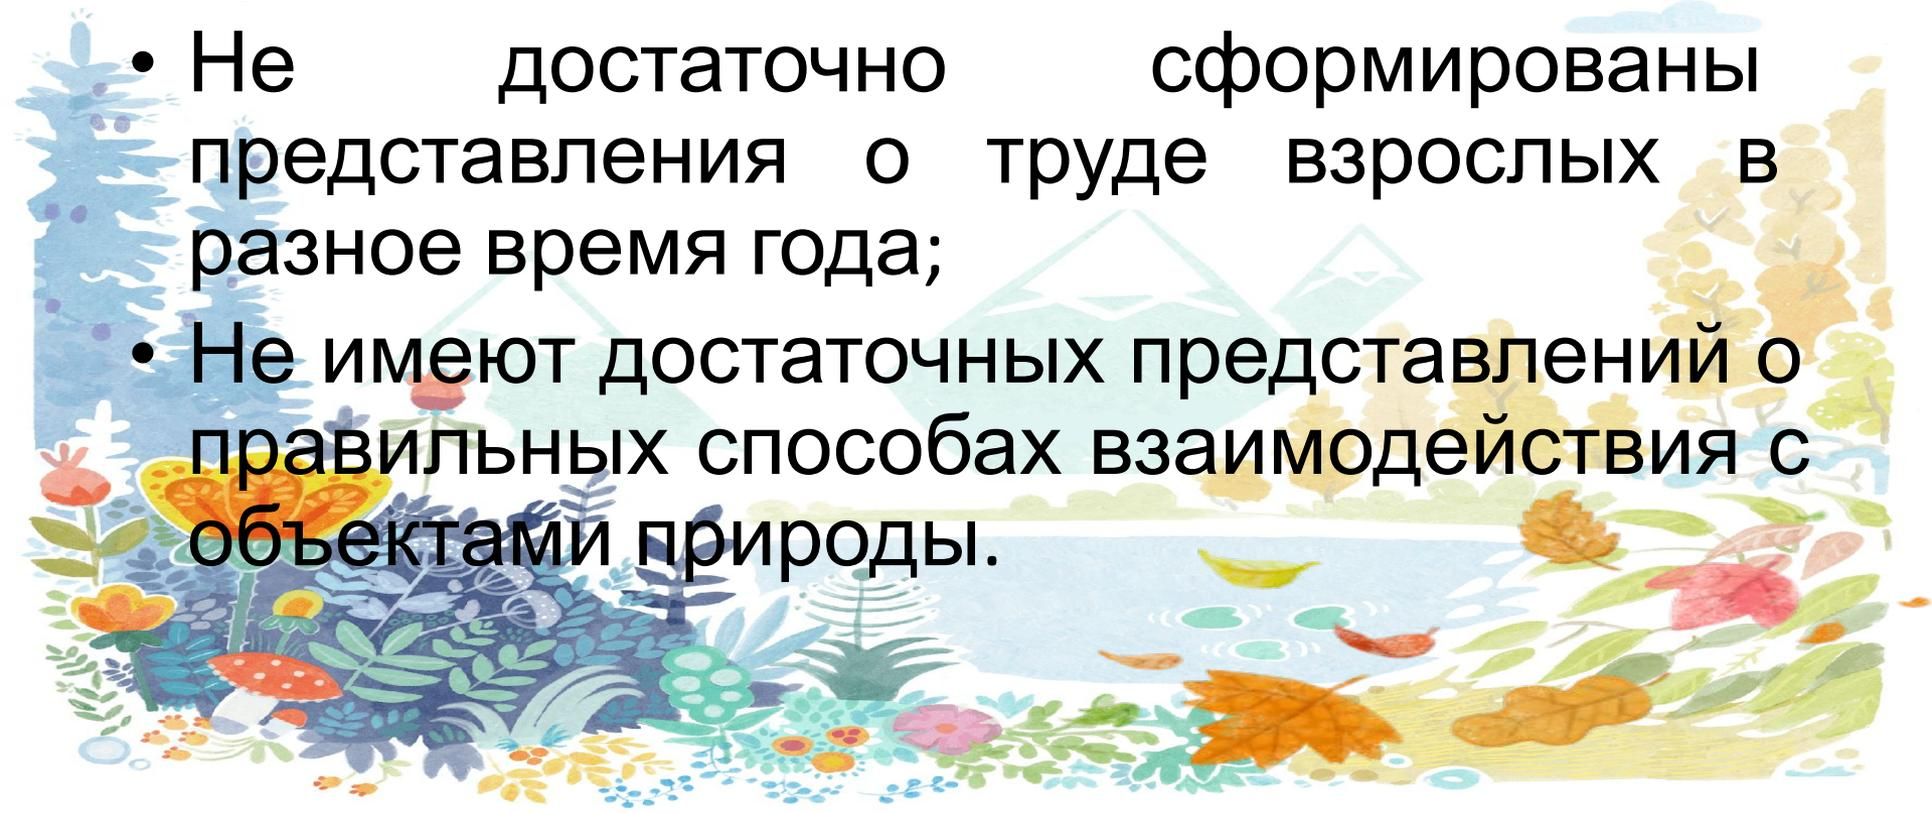 • Не достаточно сформированы
представления о труде взрослых в
разное время года;
• Не имеют достаточных представлений о
правильных способах взаимодействия с
объектами природы.